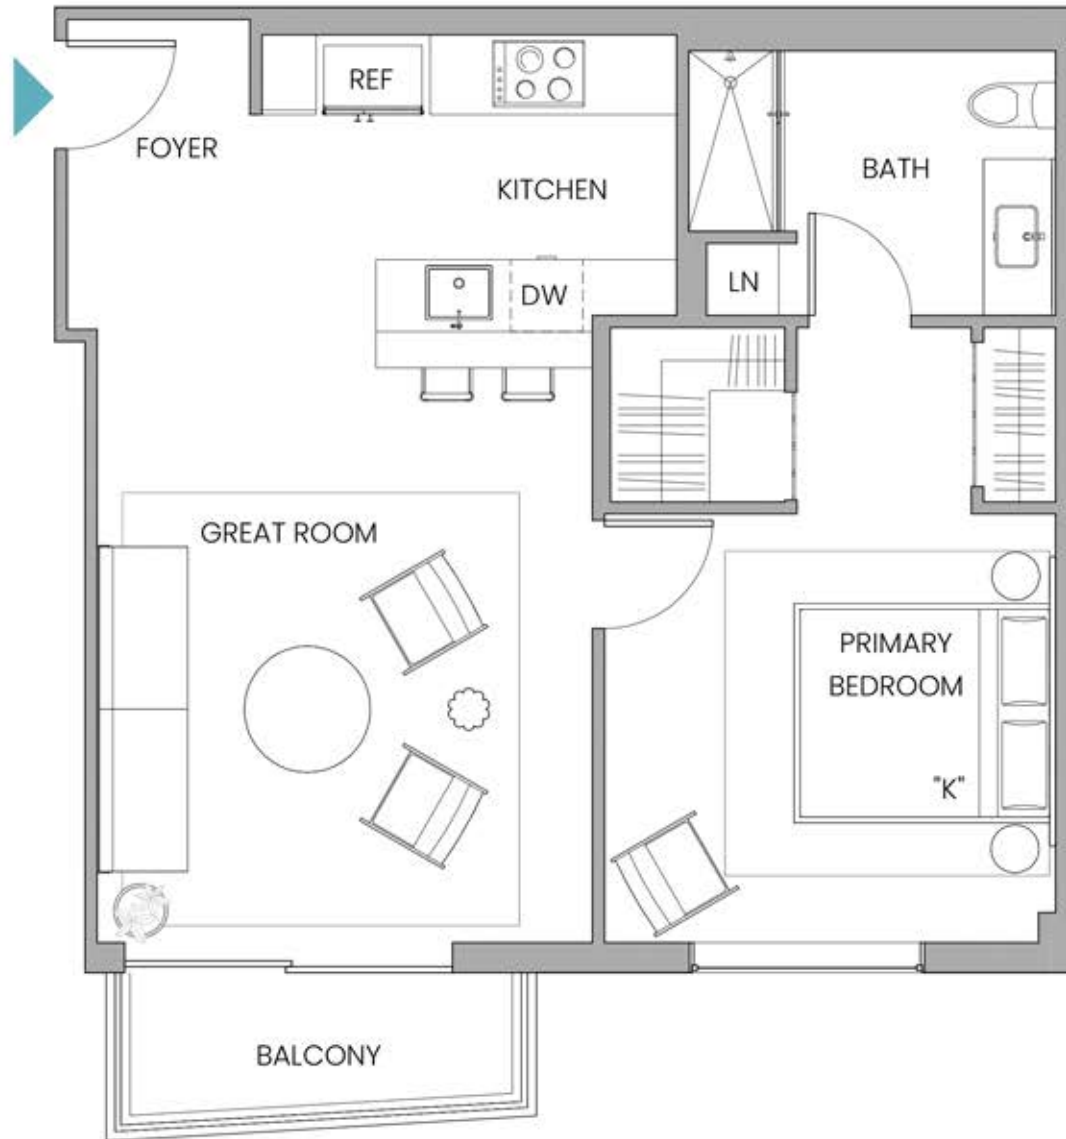 REF
FOYER
BATH
KITCHEN
LN
DW
GREAT ROOM
PRIMARY
BEDROOM
"K"
BALCONY